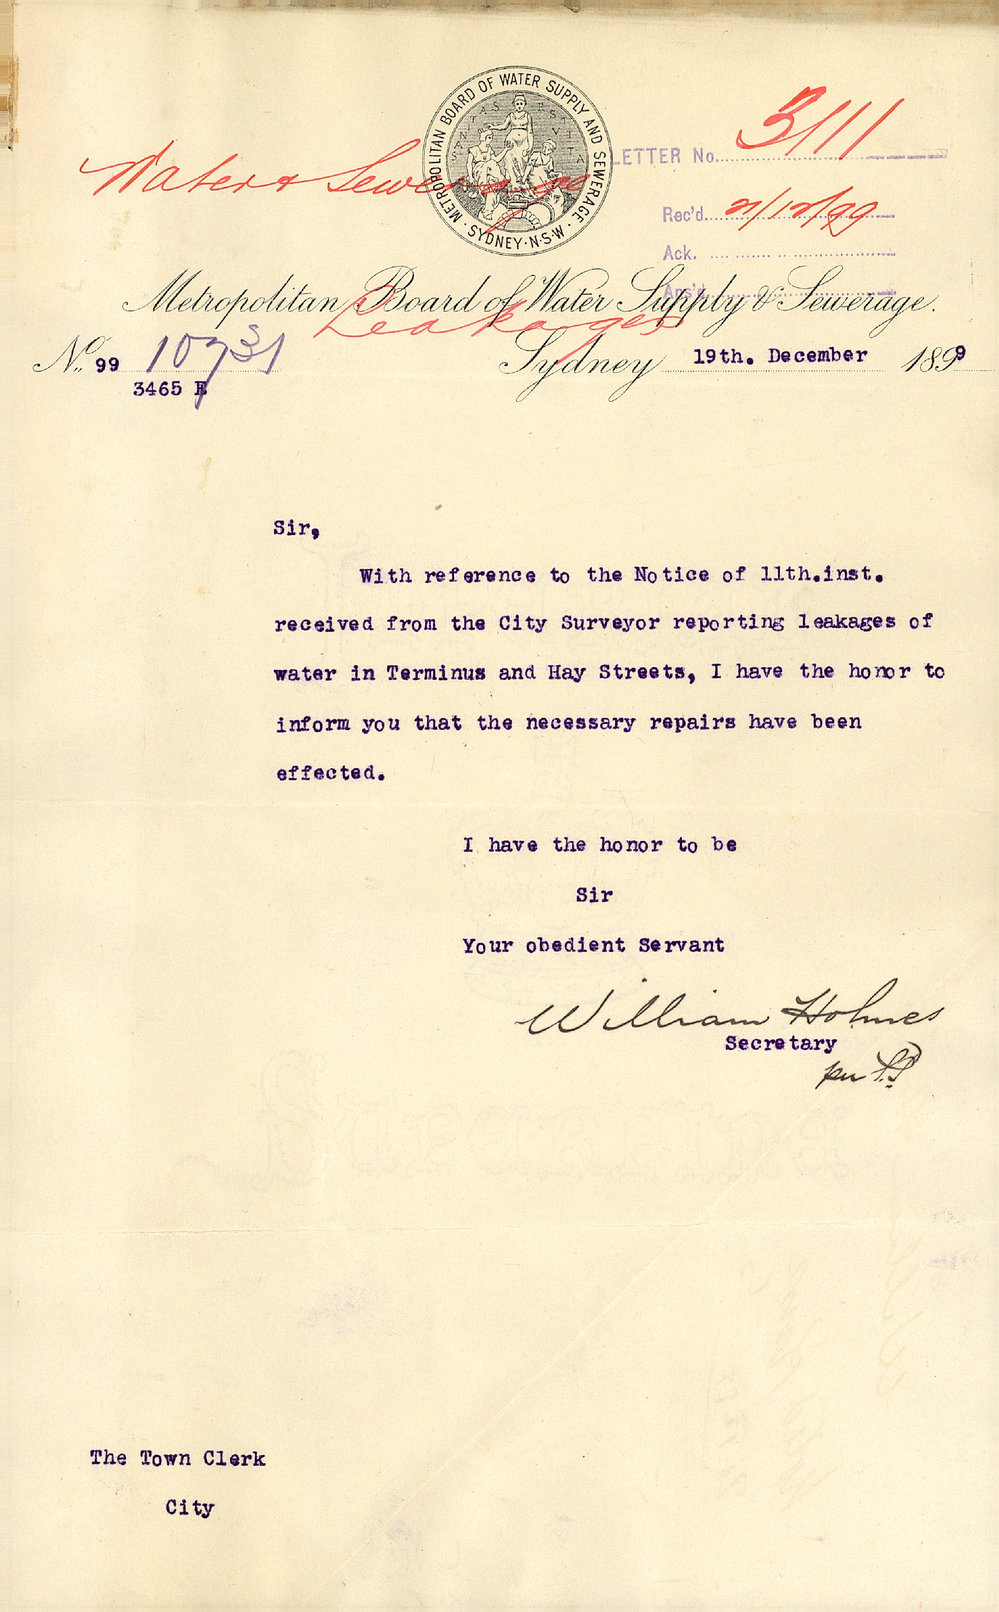 METROPOLITAN BOARD OF WATER SUPPLY AND SEWERAGE.
· SYDNEY · N·S·W ·
Water & Sewerage
LETTER No. 3111
Rec'd. 21/12/99
Ack.
Ans'd.
Metropolitan Board of Water Supply & Sewerage.
Leakages
No. 99 10731
3465 E
Sydney 19th. December 1899
Sir,
With reference to the Notice of 11th.inst.
received from the City Surveyor reporting leakages of
water in Terminus and Hay Streets, I have the honor to
inform you that the necessary repairs have been
effected.
I have the honor to be
Sir
Your obedient Servant
William Holmes
Secretary
per
The Town Clerk
City